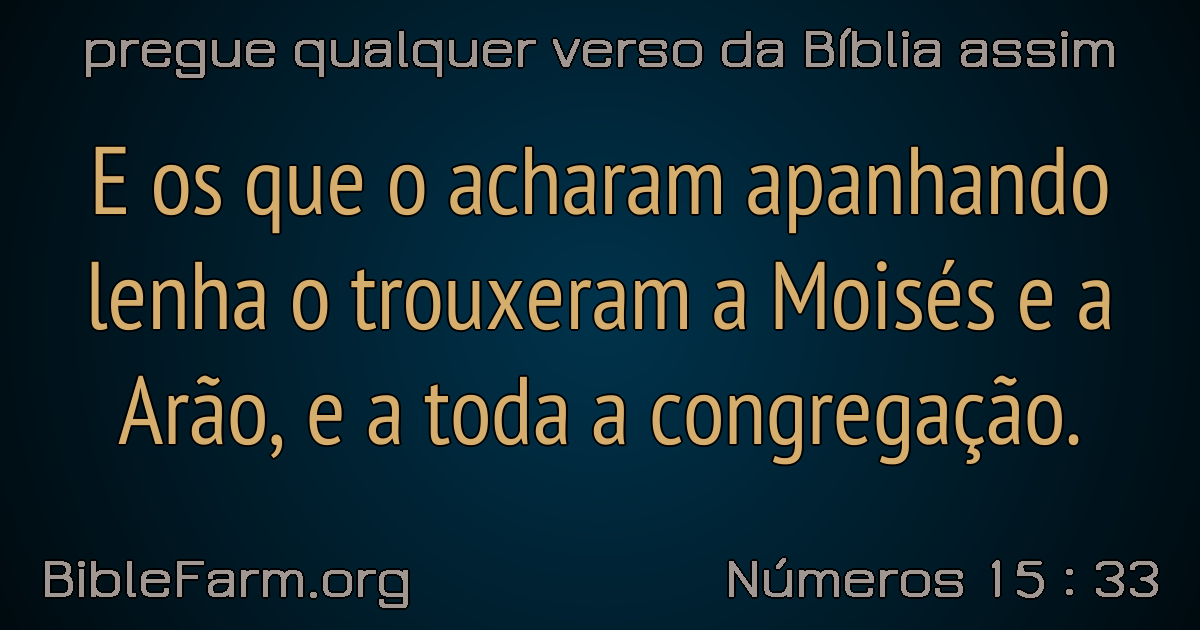 pregue qualquer verso da Bíblia assim
E os que o acharam apanhando
lenha o trouxeram a Moisés e a
Arão, e a toda a congregação.
BibleFarm.org
Números 15 : 33